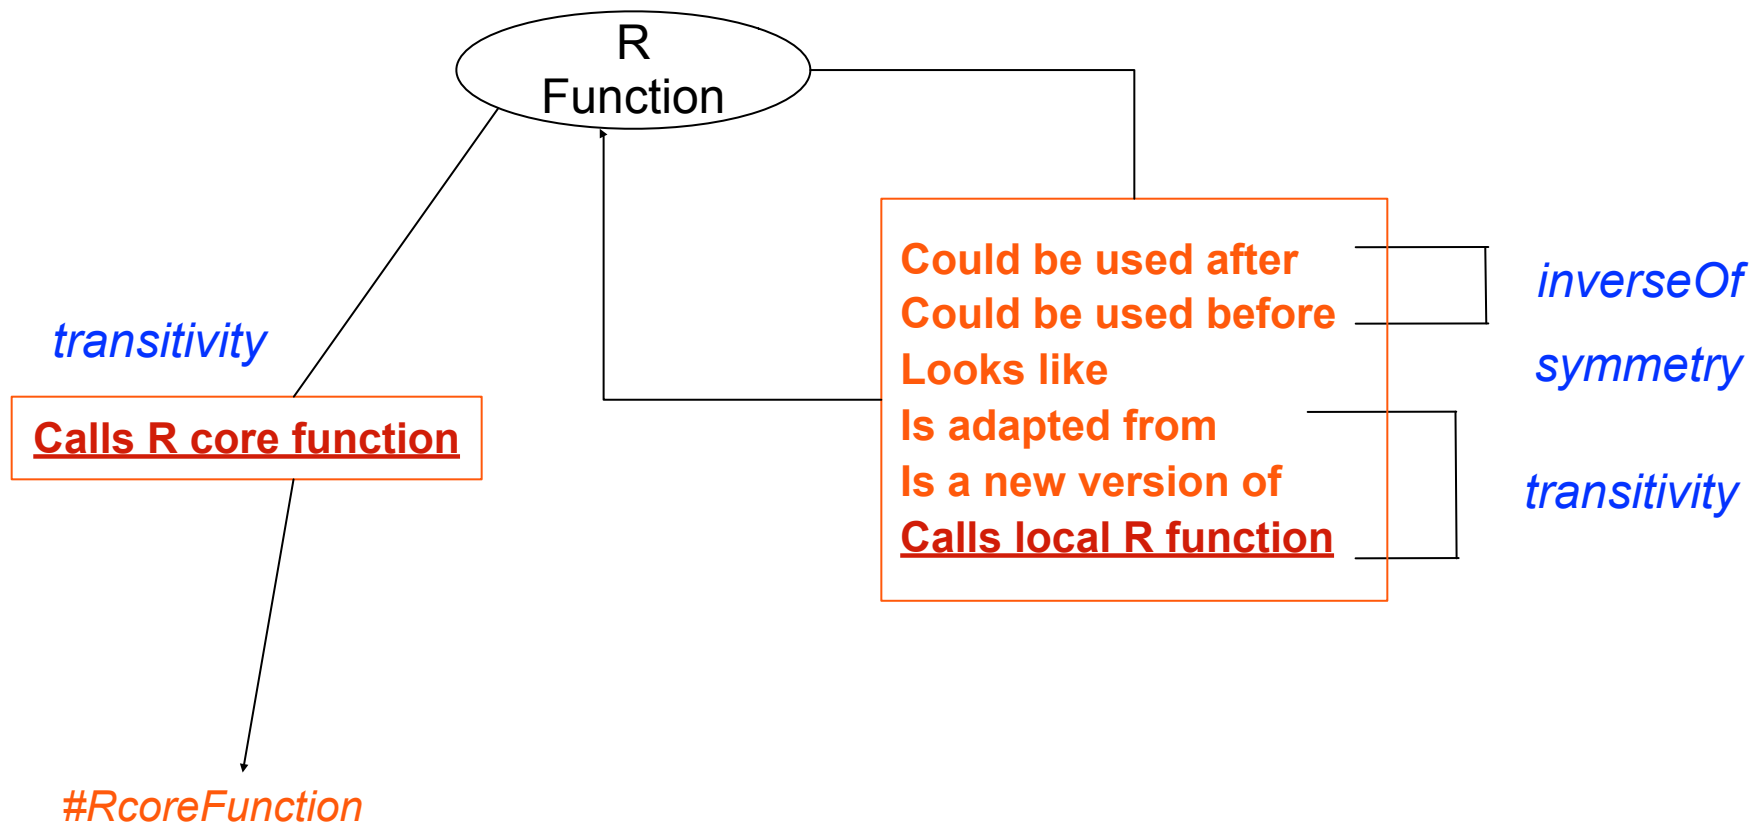 R
Function
Could be used after
Could be used before
Looks like
Is adapted from
Is a new version of
Calls local R function
inverseOf
symmetry
transitivity
transitivity
Calls R core function
#RcoreFunction